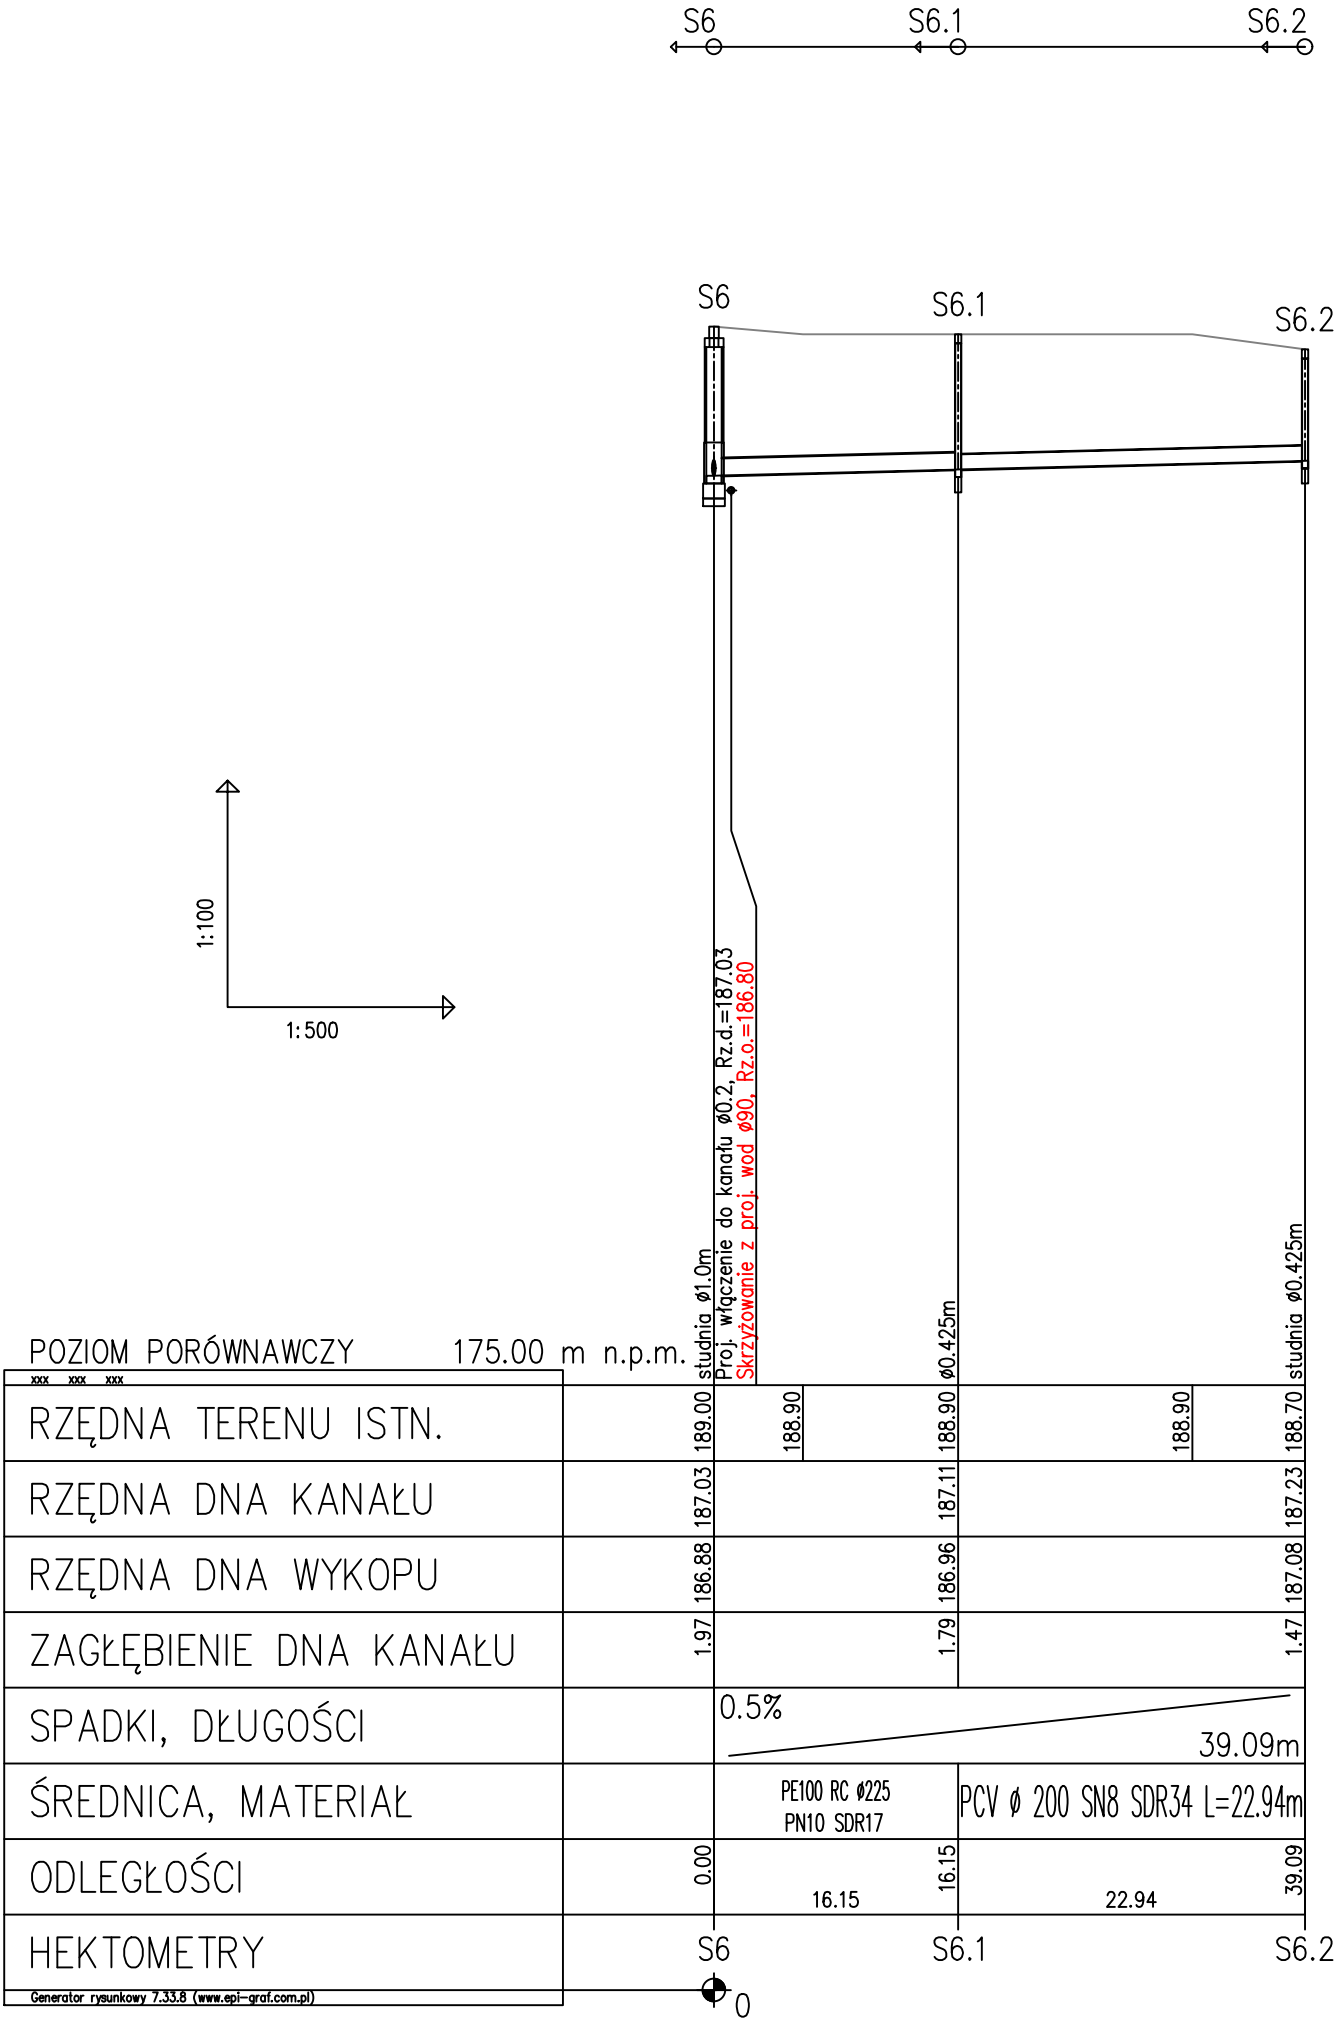 S6 S6.1 S6.2
S6 S6.1 S6.2
1:100
1:500
studnia ø1.0m
Proj. włączenie do kanału ø0.2, Rz.d.=187.03
Skrzyżowanie z proj. wod ø90, Rz.o.=186.80
ø0.425m
studnia ø0.425m
POZIOM PORÓWNAWCZY 175.00 m n.p.m.
xxx xxx xxx
RZĘDNA TERENU ISTN. 189.00 188.90 188.90 188.90 188.70
RZĘDNA DNA KANAŁU 187.03 187.11 187.23
RZĘDNA DNA WYKOPU 186.88 186.96 187.08
ZAGŁĘBIENIE DNA KANAŁU 1.97 1.79 1.47
SPADKI, DŁUGOŚCI 0.5% 39.09m
ŚREDNICA, MATERIAŁ
PE100 RC ø225
PN10 SDR17
PCV ø 200 SN8 SDR34 L=22.94m
ODLEGŁOŚCI 0.00 16.15 39.09
16.15 22.94
HEKTOMETRY S6 S6.1 S6.2
Generator rysunkowy 7.33.8 (www.epi-graf.com.pl)
0